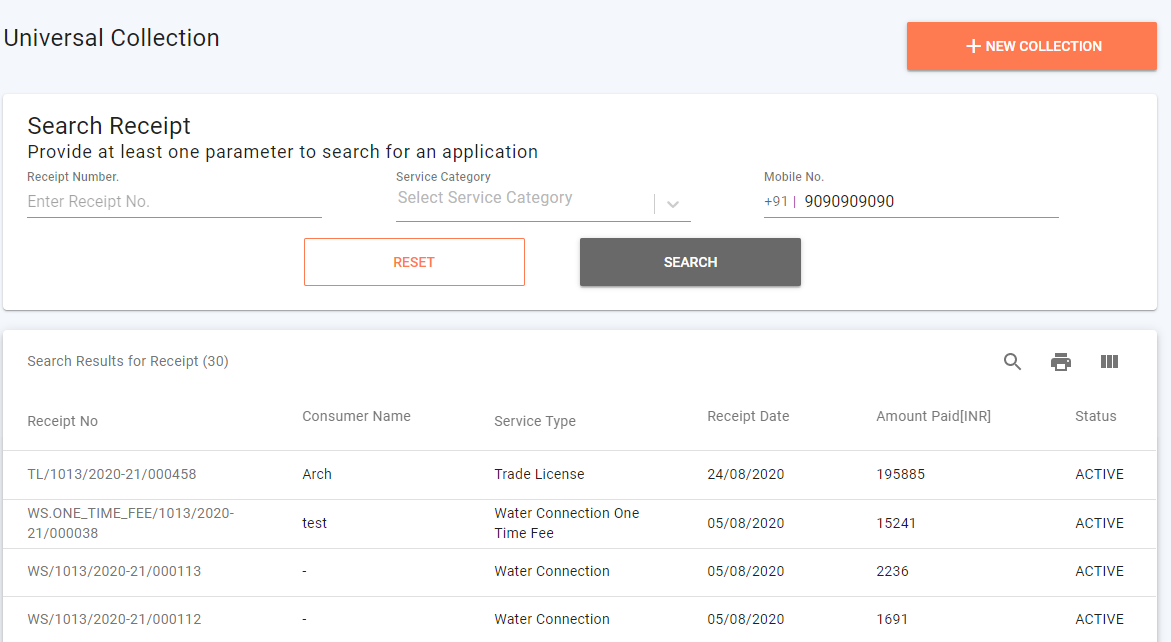 Universal Collection
+ NEW COLLECTION
Search Receipt
Provide at least one parameter to search for an application
Receipt Number. Service Category Mobile No.
Enter Receipt No. Select Service Category +91 | 9090909090
RESET SEARCH
Search Results for Receipt (30)
Receipt No Consumer Name Service Type Receipt Date Amount Paid[INR] Status
TL/1013/2020-21/000458 Arch Trade License 24/08/2020 195885 ACTIVE
WS.ONE_TIME_FEE/1013/2020- Water Connection One
21/000038 test Time Fee 05/08/2020 15241 ACTIVE
WS/1013/2020-21/000113 - Water Connection 05/08/2020 2236 ACTIVE
WS/1013/2020-21/000112 - Water Connection 05/08/2020 1691 ACTIVE